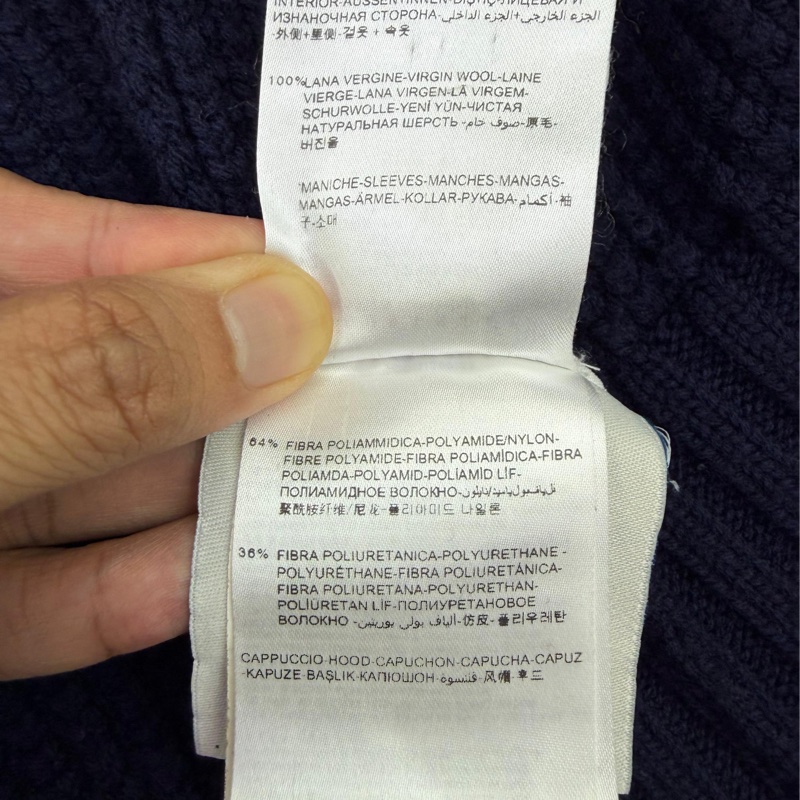 INTERIOR-AUSSEN+INNEN-DIŞ+İÇ-ЛИЦЕВАЯ И
ИЗНАНОЧНАЯ СТОРОНА-الجزء الخارجي+الجزء الداخلي
-外側+里侧-겉옷 + 속옷
100%LANA VERGINE-VIRGIN WOOL-LAINE
VIERGE-LANA VIRGEN-LÃ VIRGEM-
SCHURWOLLE-YENİ YÜN-ЧИСТАЯ
НАТУРАЛЬНАЯ ШЕРСТЬ-صوف خام-原毛-
버진울
MANICHE-SLEEVES-MANCHES-MANGAS-
MANGAS-ÄRMEL-KOLLAR-РУКАВА-أكمام-袖
子-소매
64% FIBRA POLIAMMIDICA-POLYAMIDE/NYLON-
FIBRE POLYAMIDE-FIBRA POLIAMÍDICA-FIBRA
POLIAMDA-POLYAMID-POLİAMİD LİF-
ПОЛИАМИДНОЕ ВОЛОКНО-
聚酰胺纤维/尼龙-폴리아미드 나일론
36% FIBRA POLIURETANICA-POLYURETHANE -
POLYURÉTHANE-FIBRA POLIURETÁNICA-
FIBRA POLIURETANA-POLYURETHAN-
POLİÜRETAN LİF-ПОЛИУРЕТАНОВОЕ
ВОЛОКНО -ألياف بولي يوريتين-仿皮-폴리우레탄
CAPPUCCIO-HOOD-CAPUCHON-CAPUCHA-CAPUZ
-KAPUZE-BAŞLIK-КАПЮШОН-قلنسوة-风帽-후드